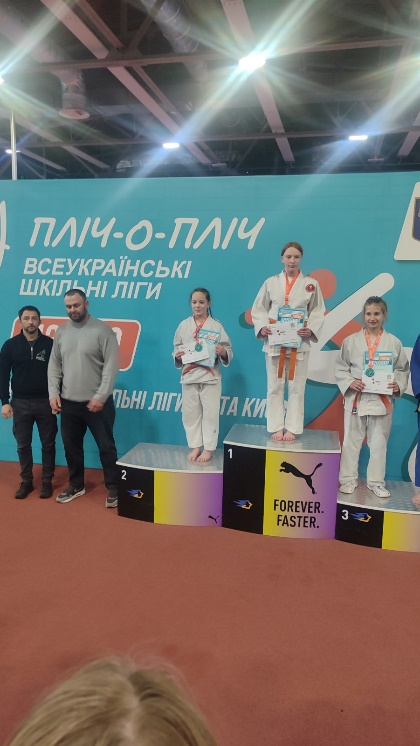 ПЛІЧ-О-ПЛІЧ
ВСЕУКРАЇНСЬКІ
ШКІЛЬНІ ЛІГИ
2
1
FOREVER.
FASTER.
3